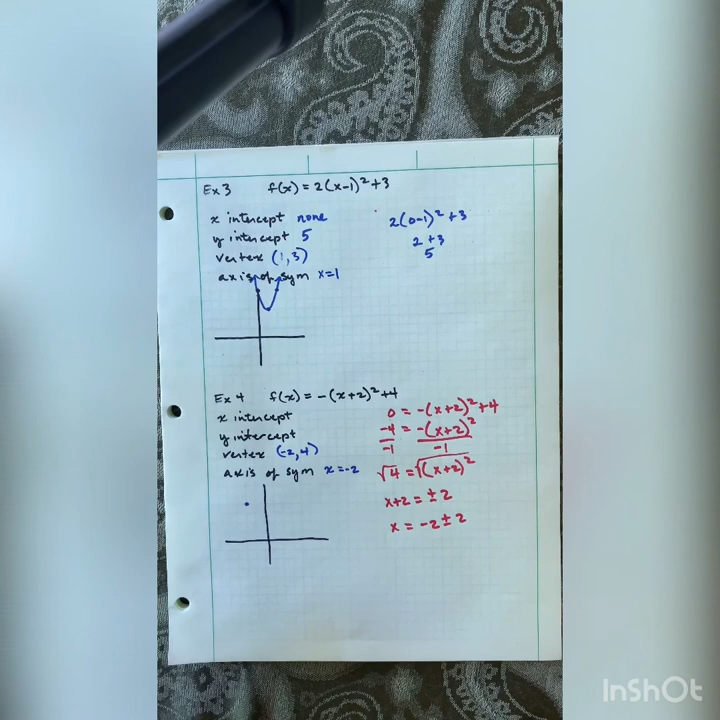 Ex 3 f(x) = 2(x-1)²+3
x intercept none
y intercept 5
vertex (1,3)
axis of sym x=1
2(0-1)²+3
2+3
5
Ex 4 f(x) = -(x+2)²+4
x intercept
y intercept
vertex (-2,4)
axis of sym x=-2
0 = -(x+2)²+4
-4 = -(x+2)²
-1 -1
√4 = √(x+2)²
x+2 = ±2
x = -2±2
InShOt